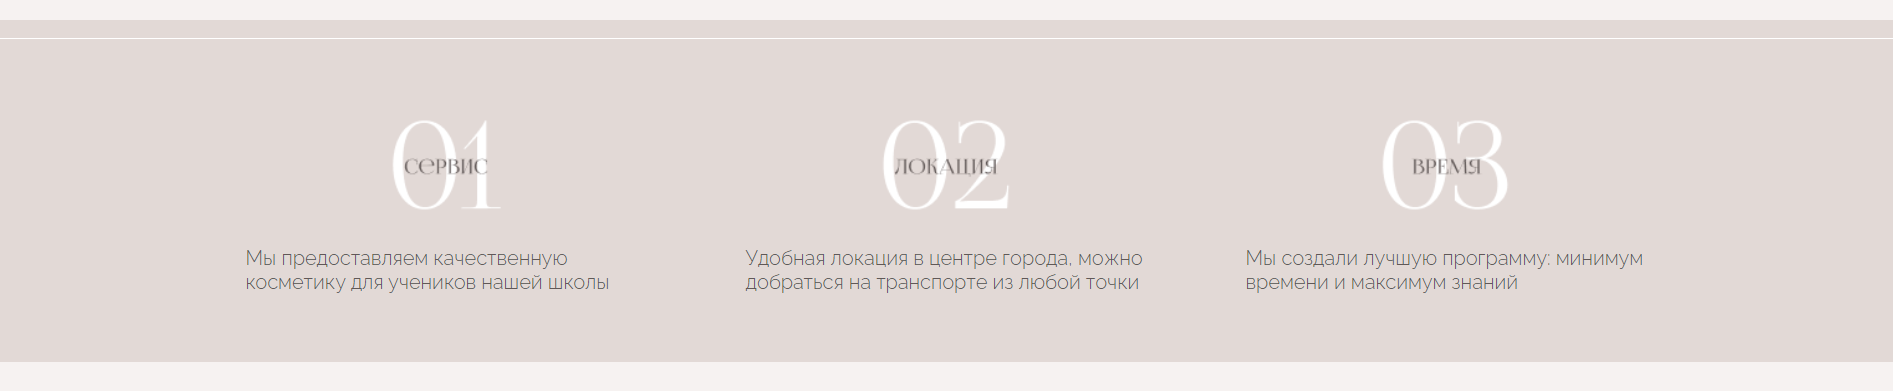 01
СЕРВИС
02
ЛОКАЦИЯ
03
ВРЕМЯ
Мы предоставляем качественную
косметику для учеников нашей школы
Удобная локация в центре города, можно
добраться на транспорте из любой точки
Мы создали лучшую программу: минимум
времени и максимум знаний